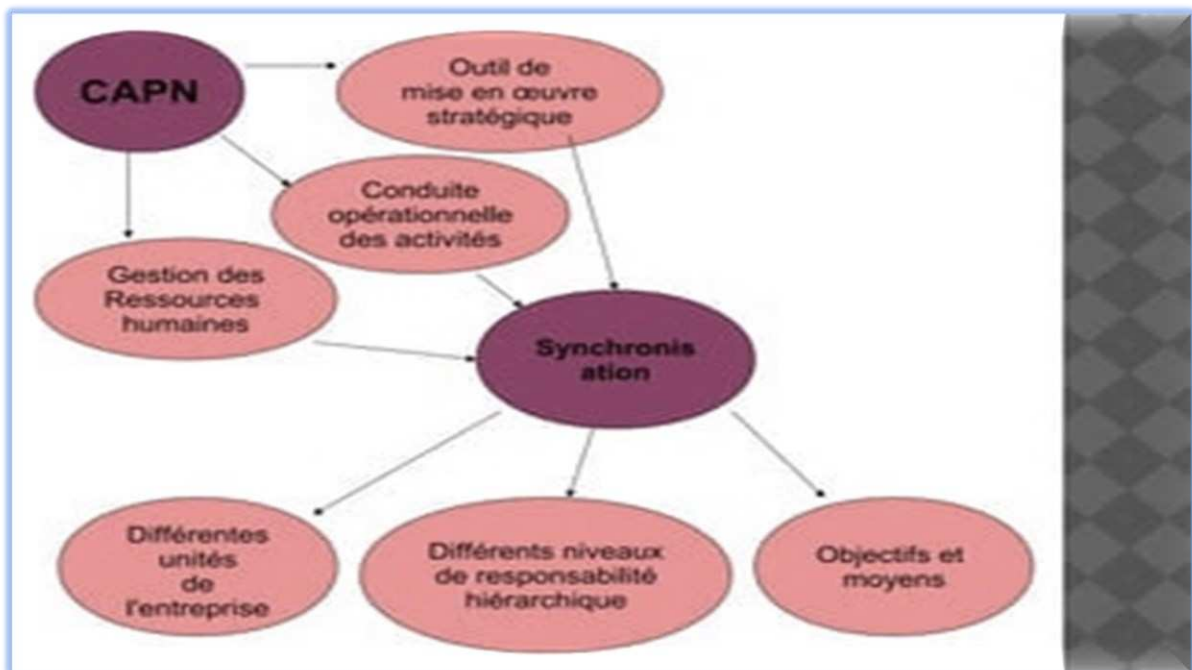 CAPN
Outil de
mise en œuvre
stratégique
Conduite
opérationnelle
des activités
Gestion des
Ressources
humaines
Synchronis
ation
Différentes
unités
de
l'entreprise
Différents niveaux
de responsabilité
hiérarchique
Objectifs et
moyens